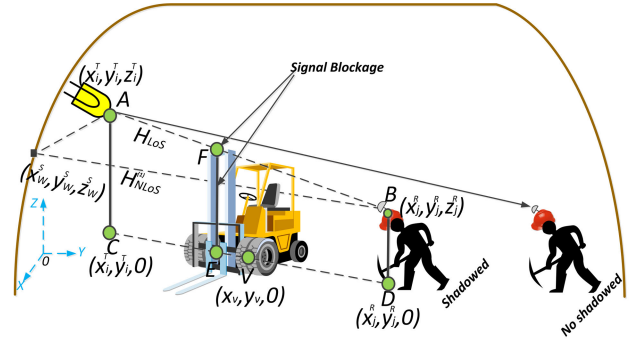 Signal Blockage
(x_i^T, y_i^T, z_i^T)
A
H_LoS
F
(x_W^S, y_W^S, z_W^S)
H_NLoS^(n)
B
(x_j^R, y_j^R, z_j^R)
Z
0
Y
X
C
(x_i^T, y_i^T, 0)
E
V
(x_v, y_v, 0)
D
(x_j^R, y_j^R, 0)
Shadowed
No shadowed